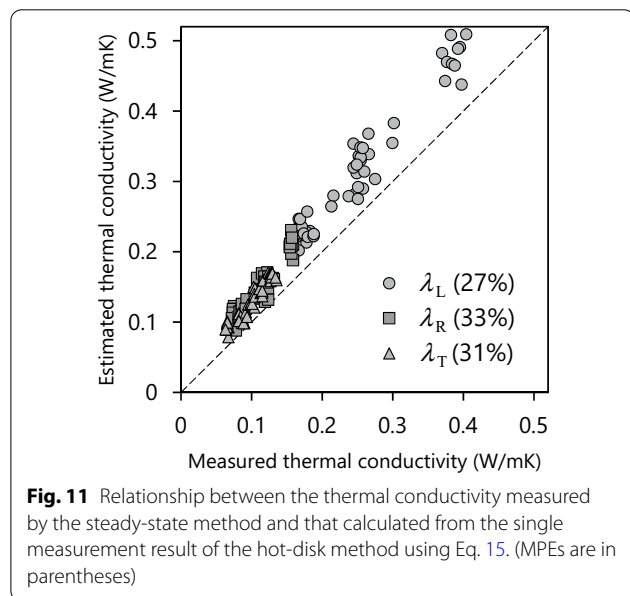 Estimated thermal conductivity (W/mK)
0.5
0.4
0.3
0.2
0.1
0
λL (27%)
λR (33%)
λT (31%)
0 0.1 0.2 0.3 0.4 0.5
Measured thermal conductivity (W/mK)
Fig. 11 Relationship between the thermal conductivity measured
by the steady-state method and that calculated from the single
measurement result of the hot-disk method using Eq. 15. (MPEs are in
parentheses)